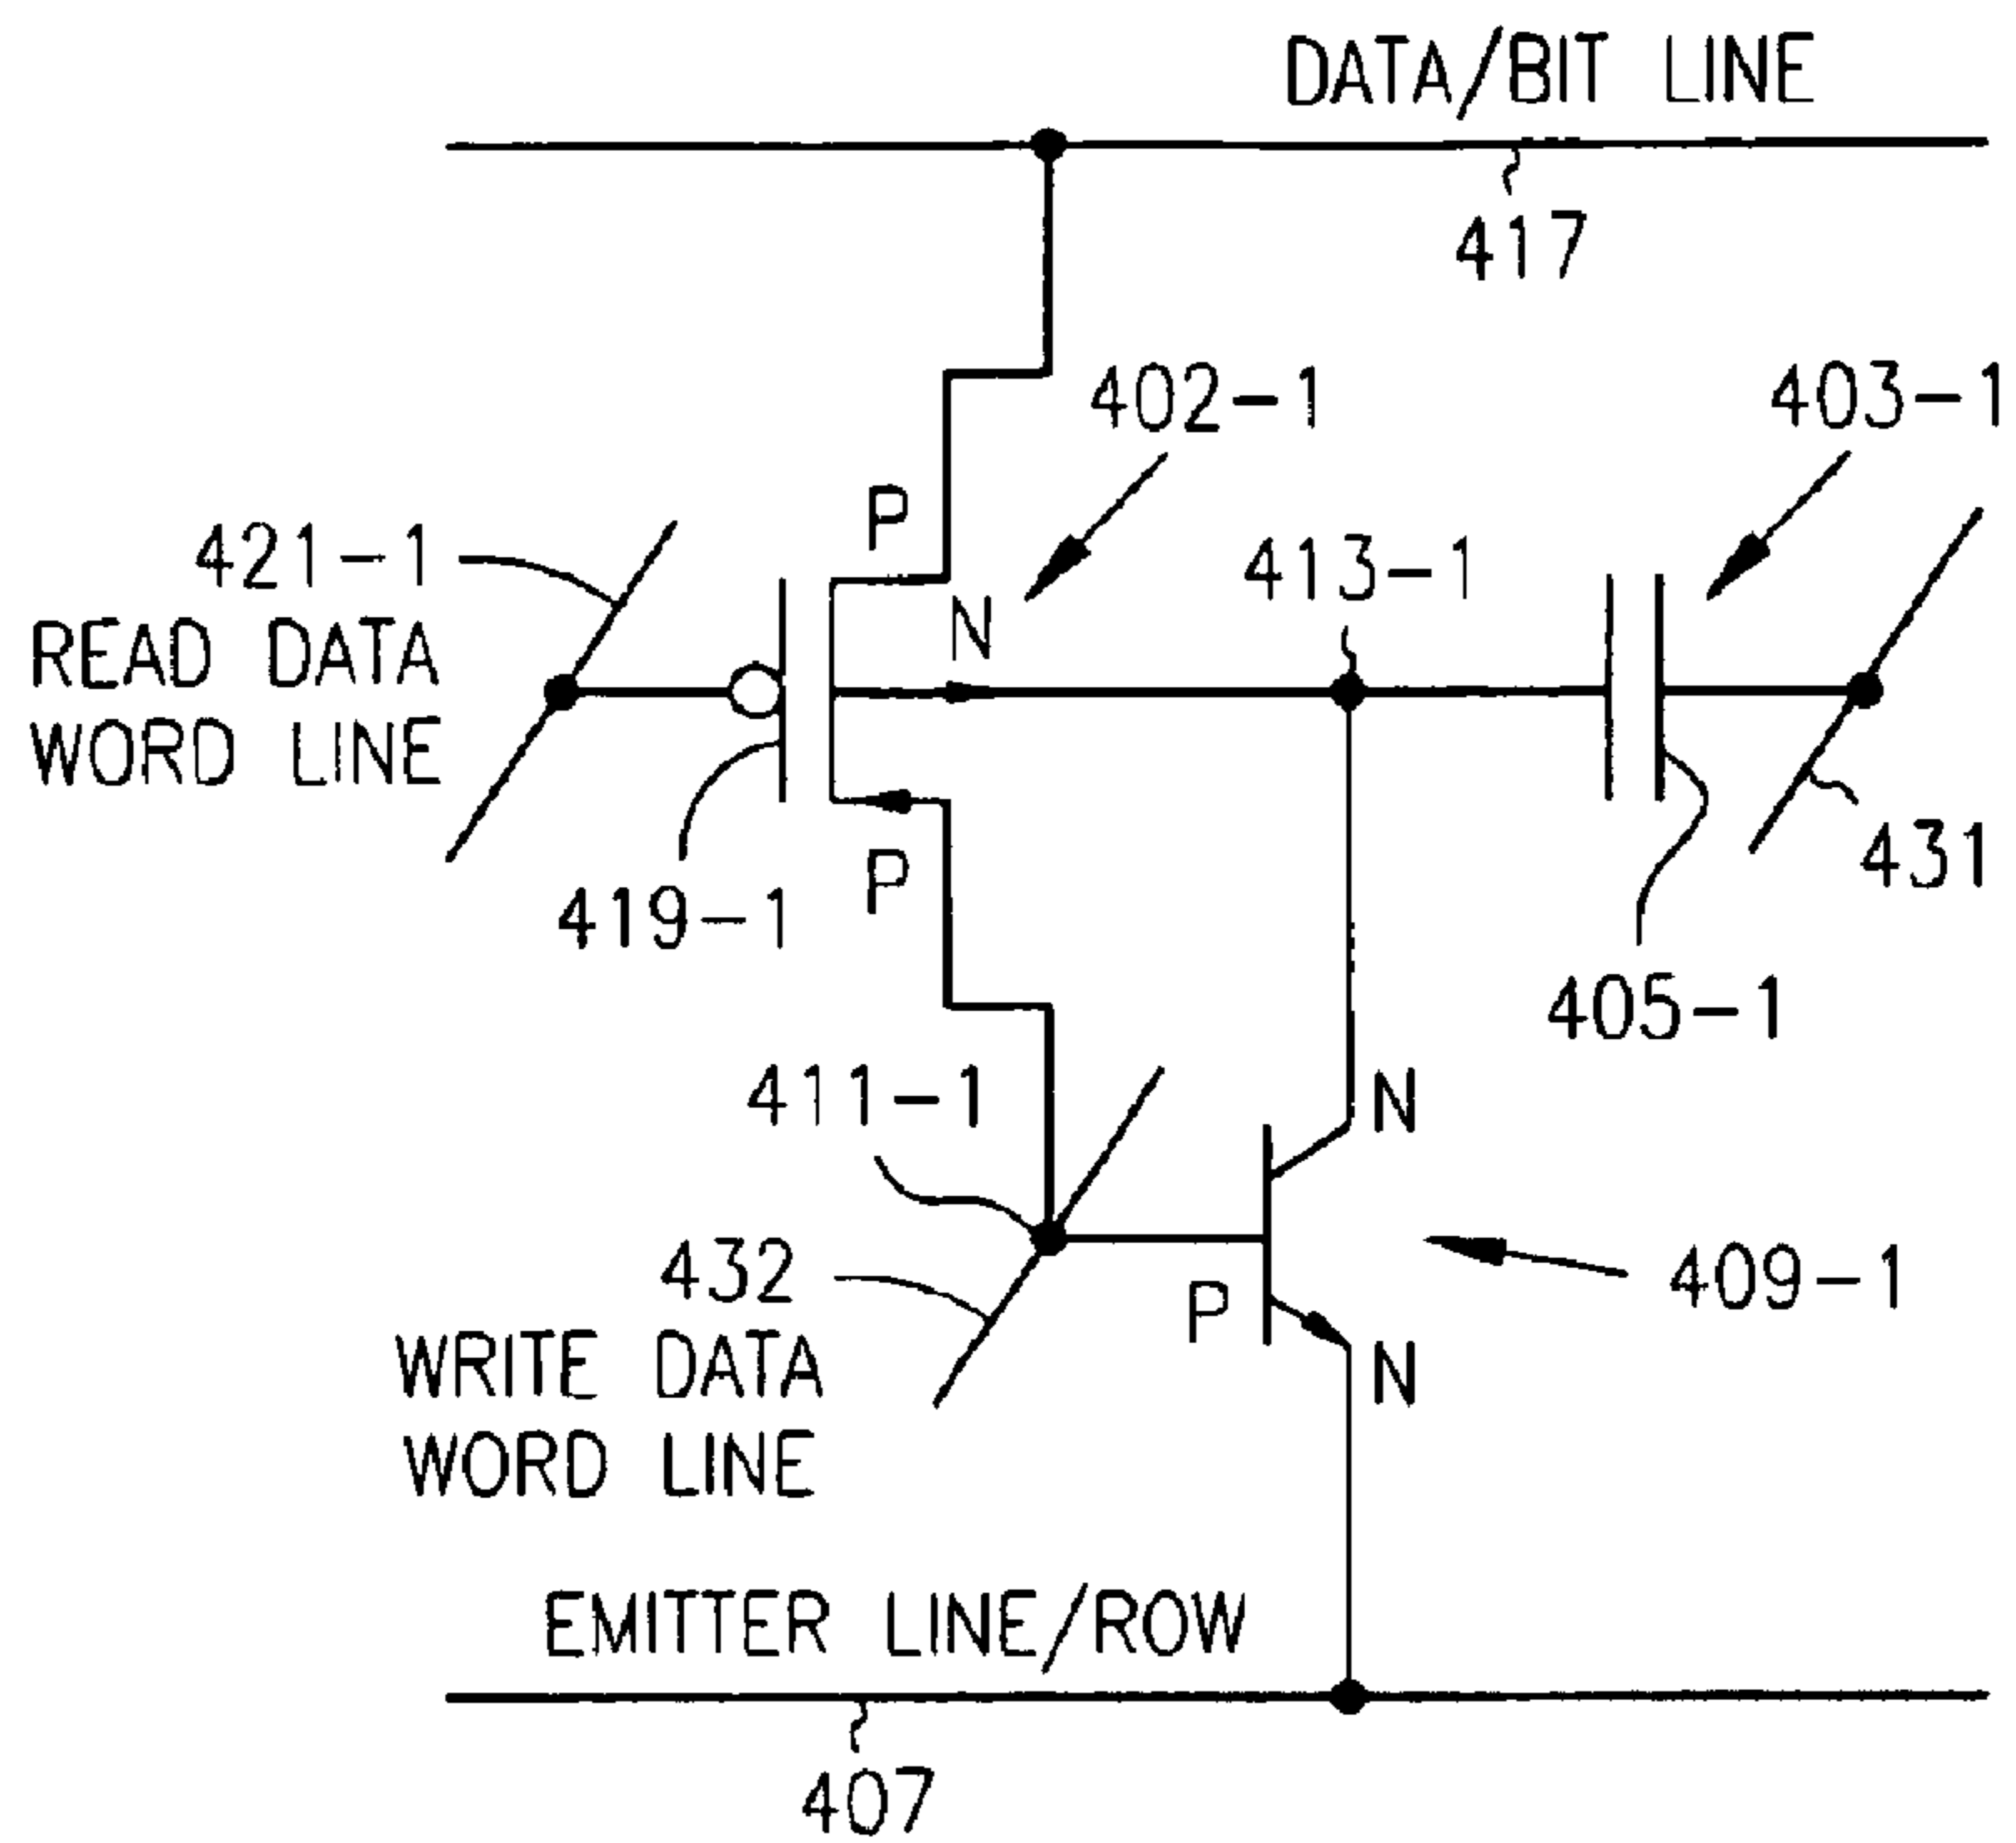 DATA/BIT LINE
417
402-1
403-1
P
421-1
READ DATA
WORD LINE
N
413-1
419-1
P
431
405-1
411-1
N
432
WRITE DATA
WORD LINE
P
409-1
N
EMITTER LINE/ROW
407